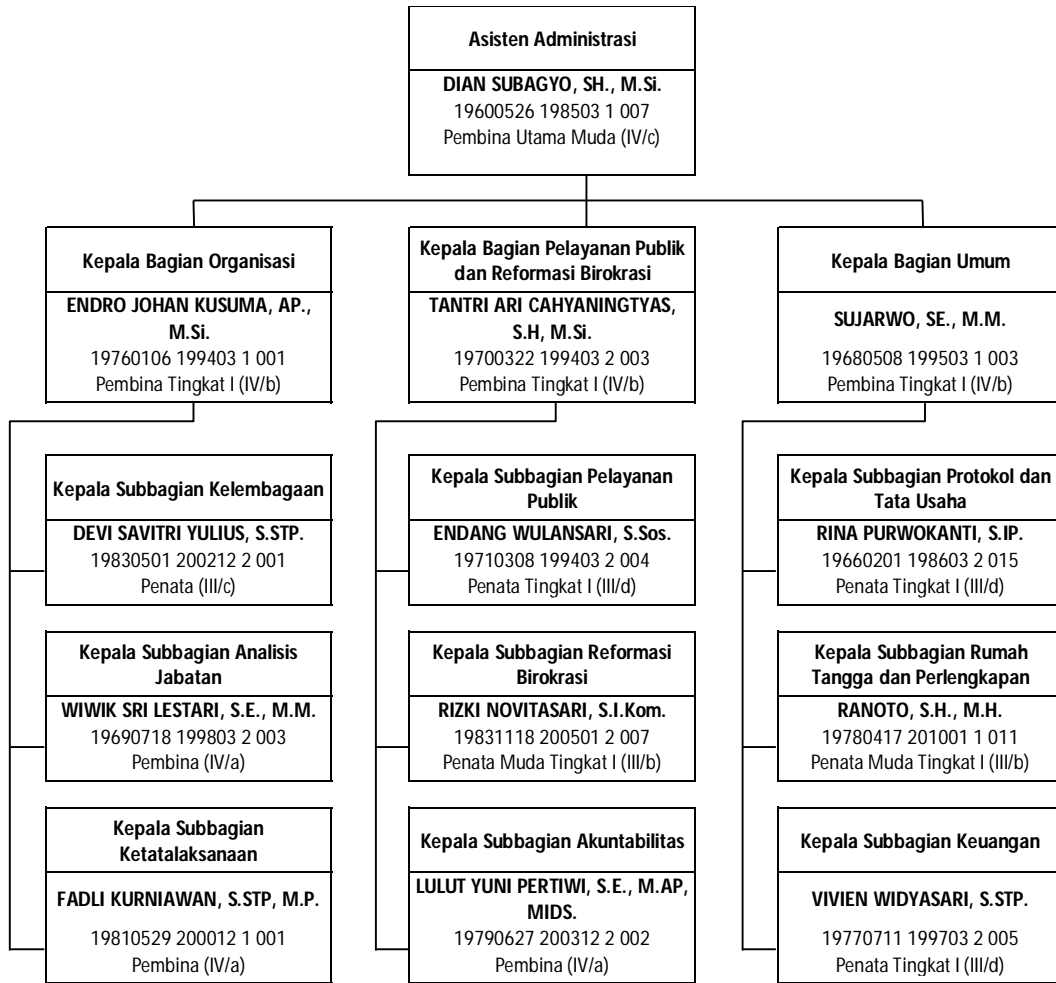 Asisten Administrasi
DIAN SUBAGYO, SH., M.Si.
19600526 198503 1 007
Pembina Utama Muda (IV/c)
Kepala Bagian Organisasi
ENDRO JOHAN KUSUMA, AP.,
M.Si.
19760106 199403 1 001
Pembina Tingkat I (IV/b)
Kepala Bagian Pelayanan Publik
dan Reformasi Birokrasi
TANTRI ARI CAHYANINGTYAS,
S.H, M.Si.
19700322 199403 2 003
Pembina Tingkat I (IV/b)
Kepala Bagian Umum
SUJARWO, SE., M.M.
19680508 199503 1 003
Pembina Tingkat I (IV/b)
Kepala Subbagian Kelembagaan
DEVI SAVITRI YULIUS, S.STP.
19830501 200212 2 001
Penata (III/c)
Kepala Subbagian Pelayanan
Publik
ENDANG WULANSARI, S.Sos.
19710308 199403 2 004
Penata Tingkat I (III/d)
Kepala Subbagian Protokol dan
Tata Usaha
RINA PURWOKANTI, S.IP.
19660201 198603 2 015
Penata Tingkat I (III/d)
Kepala Subbagian Analisis
Jabatan
WIWIK SRI LESTARI, S.E., M.M.
19690718 199803 2 003
Pembina (IV/a)
Kepala Subbagian Reformasi
Birokrasi
RIZKI NOVITASARI, S.I.Kom.
19831118 200501 2 007
Penata Muda Tingkat I (III/b)
Kepala Subbagian Rumah
Tangga dan Perlengkapan
RANOTO, S.H., M.H.
19780417 201001 1 011
Penata Muda Tingkat I (III/b)
Kepala Subbagian
Ketatalaksanaan
FADLI KURNIAWAN, S.STP, M.P.
19810529 200012 1 001
Pembina (IV/a)
Kepala Subbagian Akuntabilitas
LULUT YUNI PERTIWI, S.E., M.AP,
MIDS.
19790627 200312 2 002
Pembina (IV/a)
Kepala Subbagian Keuangan
VIVIEN WIDYASARI, S.STP.
19770711 199703 2 005
Penata Tingkat I (III/d)